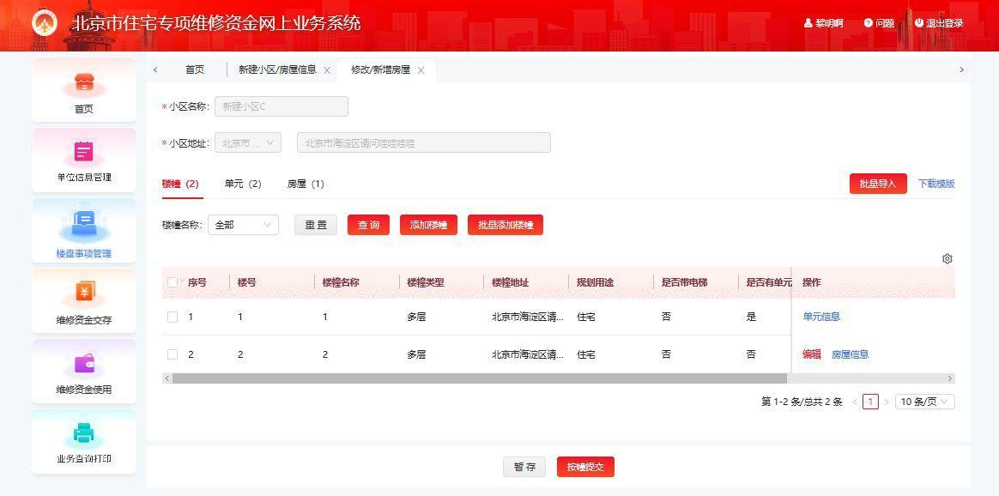 北京市住宅专项维修资金网上业务系统
黎明啊 问题 退出登录
首页 新建小区/房屋信息 修改/新增房屋
首页
单位信息管理
楼盘事项管理
维修资金交存
维修资金使用
业务查询打印
*小区名称: 新建小区C
*小区地址: 北京市 ... 北京市海淀区请问哇哇哇哇
楼幢 (2) 单元 (2) 房屋 (1) 批量导入 下载模版
楼幢名称: 全部 重 置 查 询 添加楼幢 批量添加楼幢
序号 楼号 楼幢名称 楼幢类型 楼幢地址 规划用途 是否带电梯 是否有单元 操作
1 1 1 多层 北京市海淀区请... 住宅 否 是 单元信息
2 2 2 多层 北京市海淀区请... 住宅 否 否 编辑 房屋信息
第 1-2 条/总共 2 条 < 1 > 10 条/页
暂 存 按幢提交